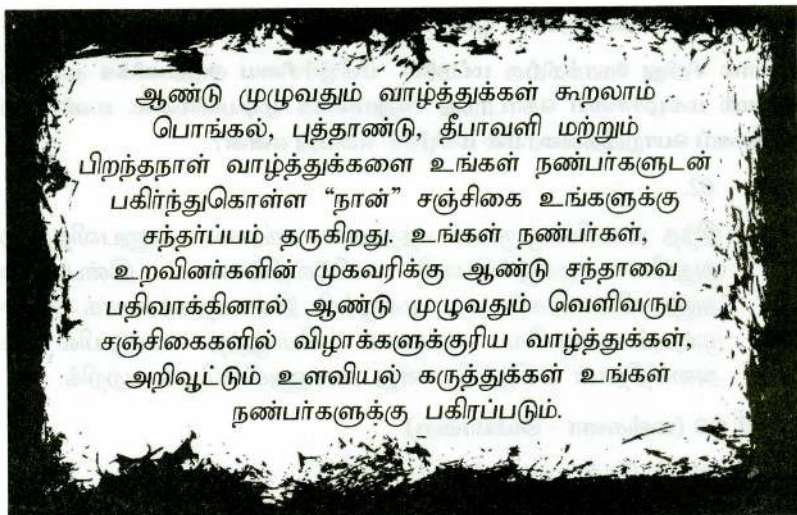 ஆண்டு முழுவதும் வாழ்த்துக்கள் கூறலாம்
பொங்கல், புத்தாண்டு, தீபாவளி மற்றும்
பிறந்தநாள் வாழ்த்துக்களை உங்கள் நண்பர்களுடன்
பகிர்ந்துகொள்ள “நான்” சஞ்சிகை உங்களுக்கு
சந்தர்ப்பம் தருகிறது. உங்கள் நண்பர்கள்,
உறவினர்களின் முகவரிக்கு ஆண்டு சந்தாவை
பதிவாக்கினால் ஆண்டு முழுவதும் வெளிவரும்
சஞ்சிகைகளில் விழாக்களுக்குரிய வாழ்த்துக்கள்,
அறிவூட்டும் உளவியல் கருத்துக்கள் உங்கள்
நண்பர்களுக்கு பகிரப்படும்.